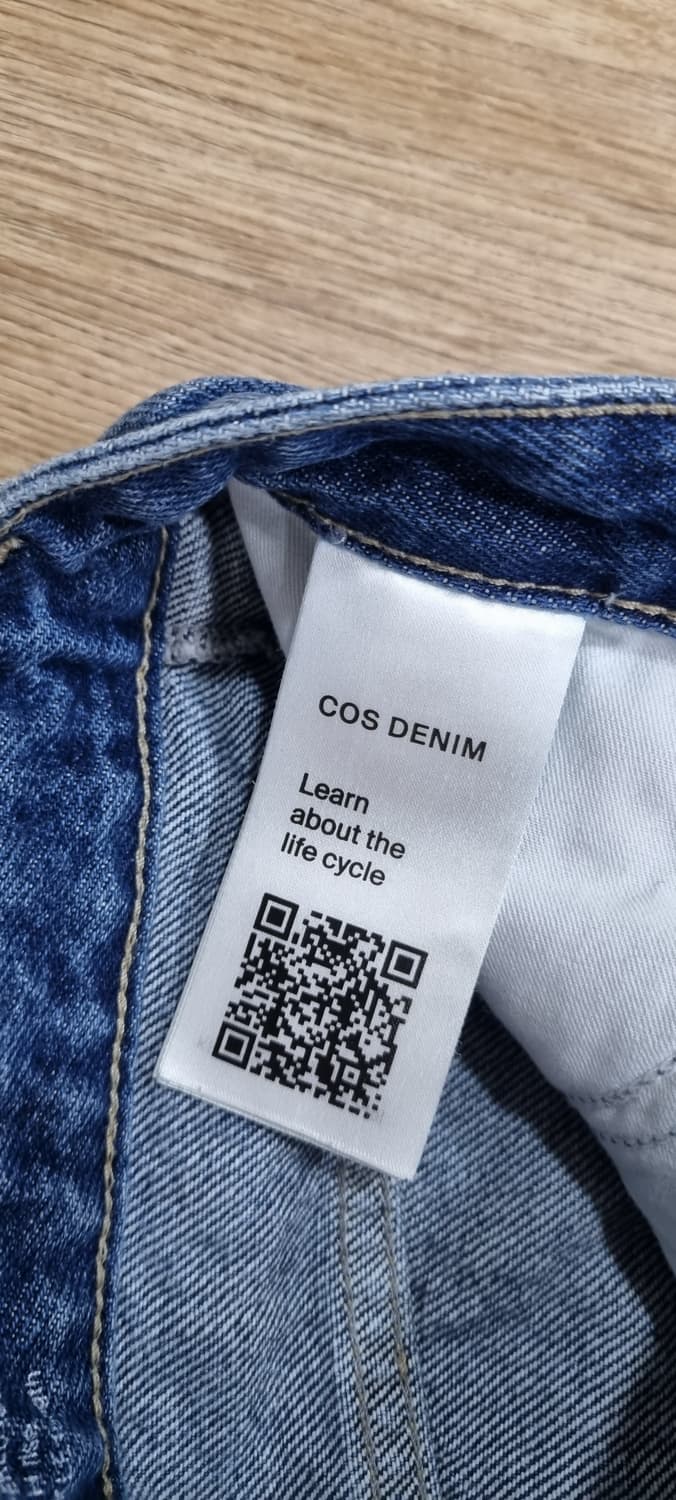 COS DENIM
Learn
about the
life cycle